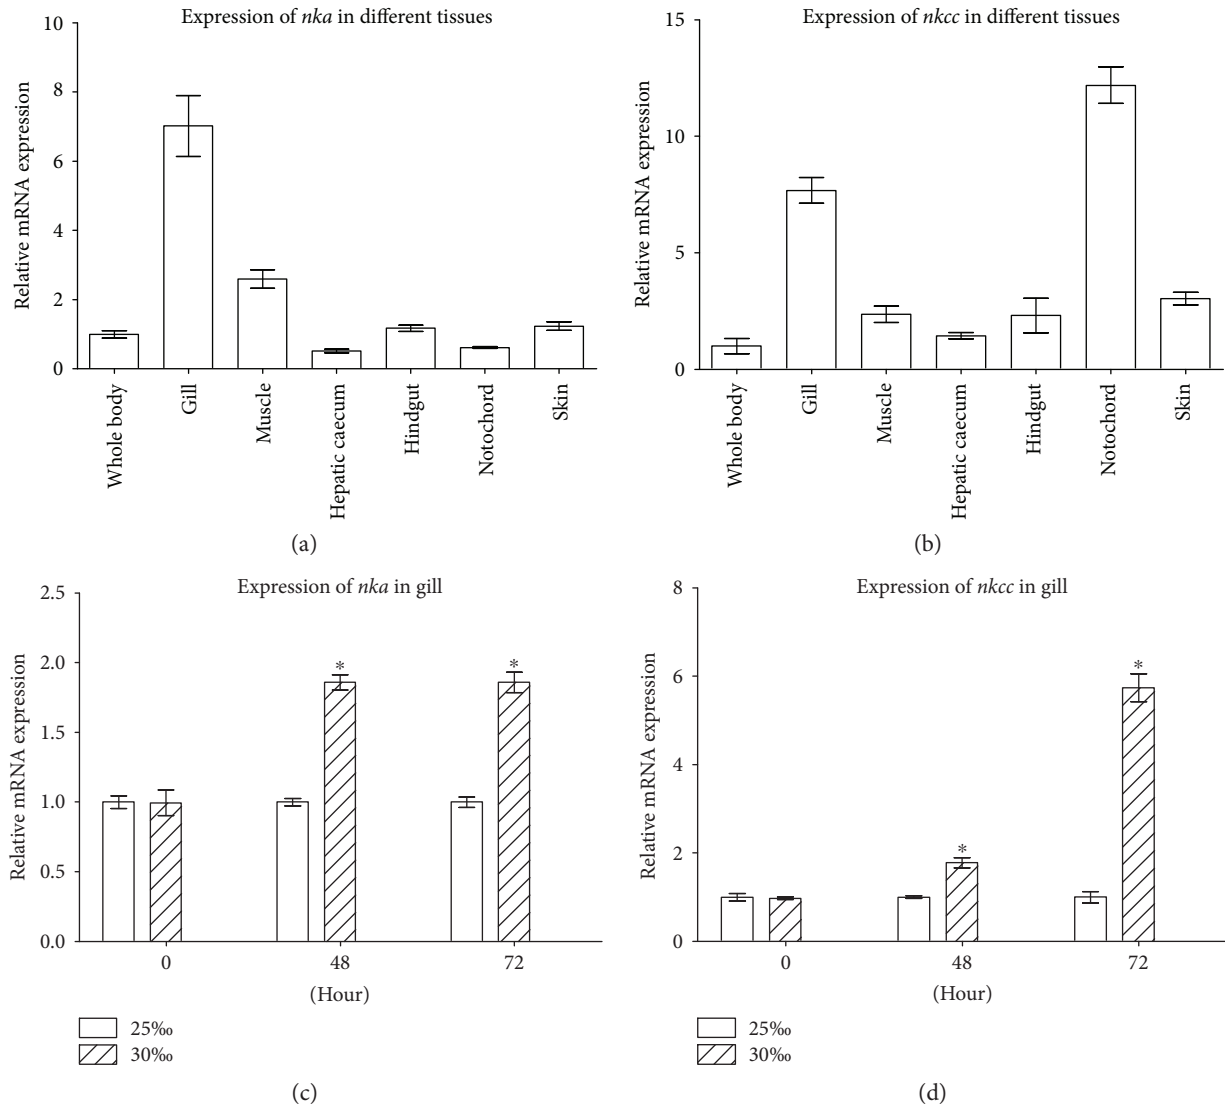 Expression of nka in different tissues
10
8
6
4
2
0
Relative mRNA expression
Whole body
Gill
Muscle
Hepatic caecum
Hindgut
Notochord
Skin
(a)
Expression of nkcc in different tissues
15
10
5
0
Relative mRNA expression
Whole body
Gill
Muscle
Hepatic caecum
Hindgut
Notochord
Skin
(b)
Expression of nka in gill
2.5
2.0
1.5
1.0
0.5
0.0
Relative mRNA expression
*
*
0
48
72
(Hour)
25‰
30‰
(c)
Expression of nkcc in gill
8
6
4
2
0
Relative mRNA expression
*
*
0
48
72
(Hour)
25‰
30‰
(d)